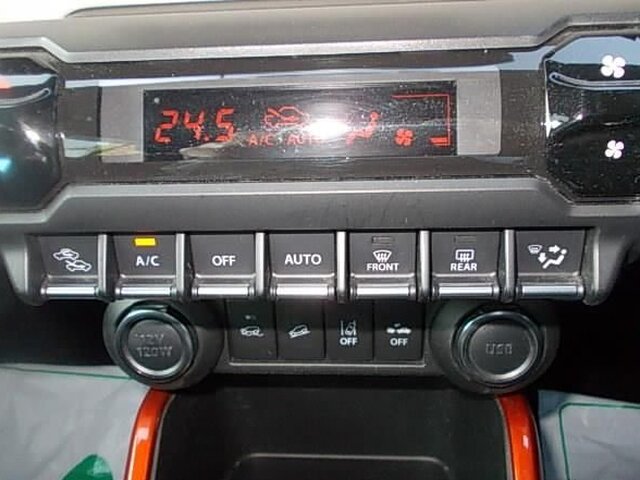 24.5
A/C AUTO
A/C OFF AUTO FRONT REAR
OFF OFF
12V
120W
USB